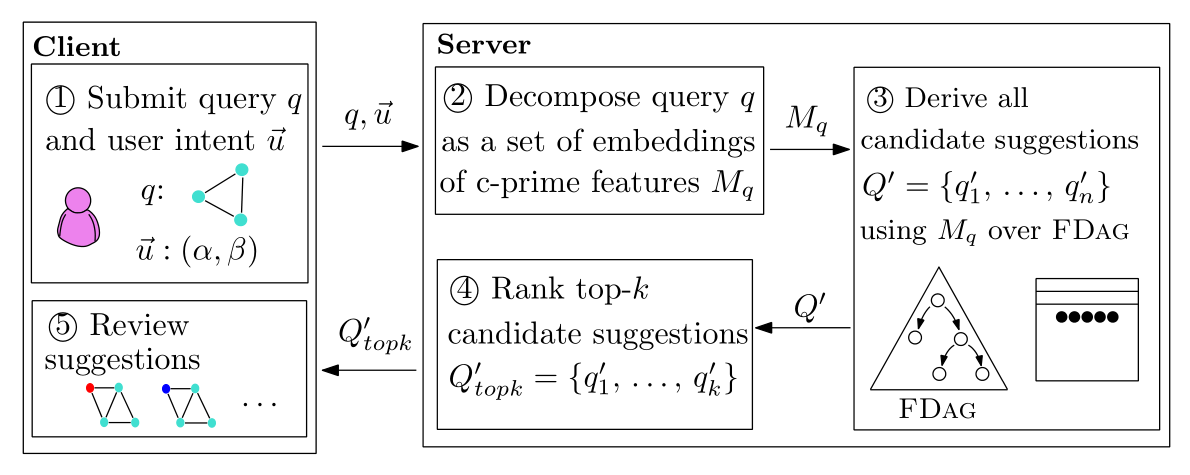 Client
① Submit query q
and user intent u⃗
q:
u⃗ : (α, β)
⑤ Review
suggestions
...
q, u⃗
Q′topk
Server
② Decompose query q
as a set of embeddings
of c-prime features Mq
Mq
③ Derive all
candidate suggestions
Q′ = {q′1, ..., q′n}
using Mq over FDAG
FDAG
Q′
④ Rank top-k
candidate suggestions
Q′topk = {q′1, ..., q′k}